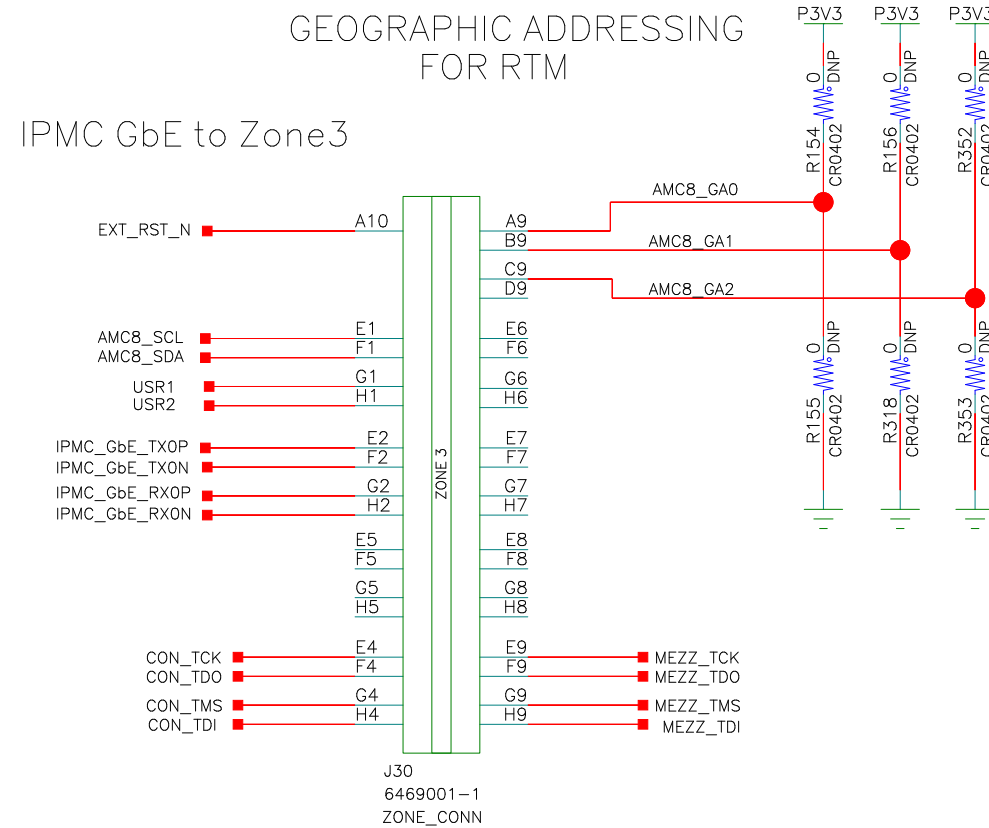 GEOGRAPHIC ADDRESSING
FOR RTM
IPMC GbE to Zone3
P3V3 P3V3 P3V3
0 DNP 0 DNP 0 DNP
R154 CR0402 R156 CR0402 R352 CR0402
AMC8_GA0
AMC8_GA1
AMC8_GA2
0 DNP 0 DNP 0 DNP
R155 CR0402 R318 CR0402 R353 CR0402
EXT_RST_N A10 A9
B9
C9
D9
AMC8_SCL E1 E6
AMC8_SDA F1 F6
USR1 G1 G6
USR2 H1 H6
IPMC_GbE_TX0P E2 E7
IPMC_GbE_TX0N F2 F7
IPMC_GbE_RX0P G2 G7
IPMC_GbE_RX0N H2 H7
ZONE 3
E5 E8
F5 F8
G5 G8
H5 H8
CON_TCK E4 E9 MEZZ_TCK
CON_TDO F4 F9 MEZZ_TDO
CON_TMS G4 G9 MEZZ_TMS
CON_TDI H4 H9 MEZZ_TDI
J30
6469001-1
ZONE_CONN